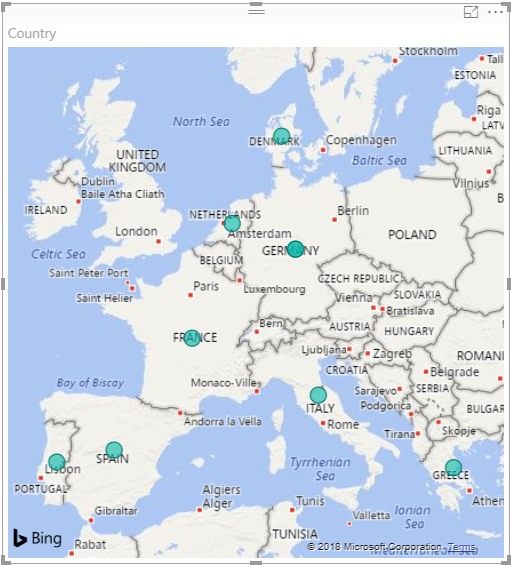 Country
Stockholm
Tall
ESTONIA
North Sea
Riga
LATV
DENMARK
Copenhagen
UNITED
KINGDOM
Baltic Sea
LITHUANIA
Vilnius
Dublin
Baile Atha Cliath
IRELAND
NETHERLANDS
Berlin
B
London
Amsterdam
POLAND
Celtic Sea
GERMANY
BELGIUM
Saint Peter Port
CZECH REPUBLIC
Paris
Luxembourg
Saint Helier
Vienna
SLOVAKIA
Bratislava
Bern
AUSTRIA
HUNGARY
FRANCE
Ljubljana
Zagreb
ROMANI
CROATIA
Belgrade
Bay of Biscay
Monaco-Ville
Sarajevo
SERBIA
Podgorica
BULGAR
ITALY
Andorra la Vella
Rome
Skopje
Tirana
SPAIN
Lisbon
Tyrrhenian
Sea
GREECE
PORTUGAL
Algiers
Alger
Athen
Tunis
Gibraltar
Valletta
Ionian
Sea
Bing
TUNISIA
Rabat
© 2018 Microsoft Corporation Terms
Mediterranean Sea